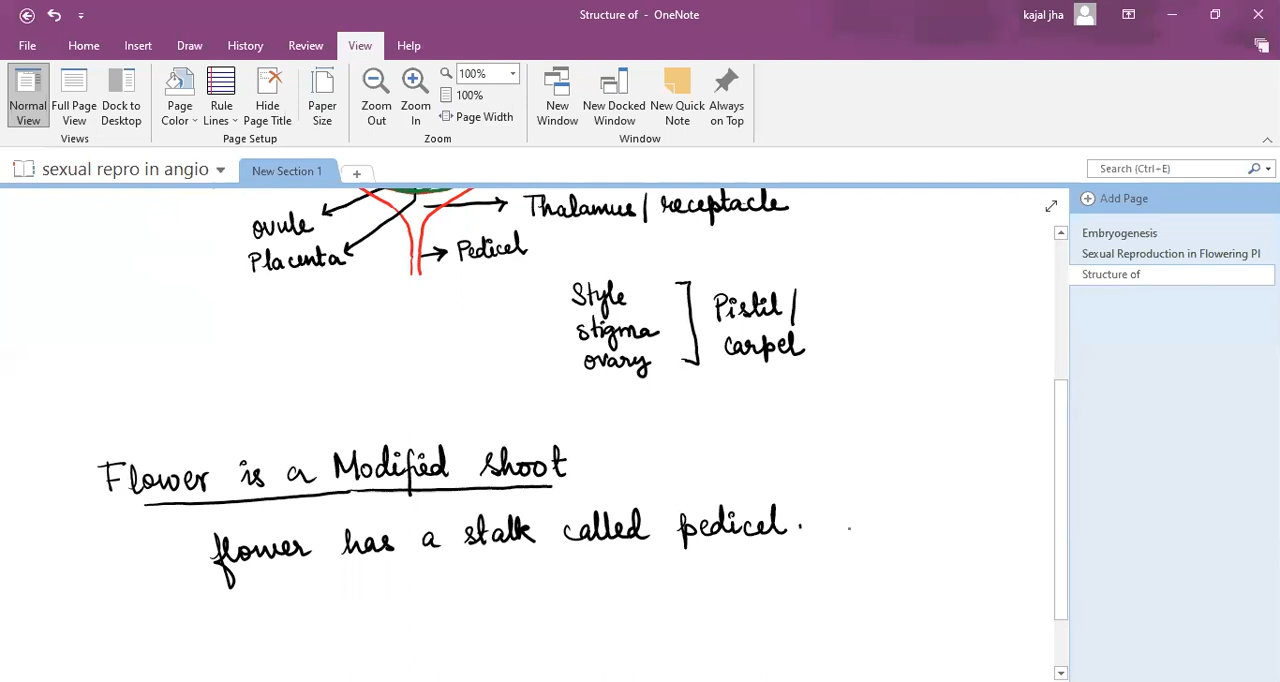 Structure of - OneNote
kajal jha
File Home Insert Draw History Review View Help
Normal View
Full Page View
Dock to Desktop
Views
Page Color
Rule Lines
Hide Page Title
Paper Size
Page Setup
Zoom Out
Zoom In
100%
100%
Page Width
Zoom
New Window
New Docked Window
New Quick Note
Always on Top
Window
sexual repro in angio
New Section 1
Search (Ctrl+E)
Add Page
Embryogenesis
Sexual Reproduction in Flowering Pl
Structure of
ovule
Placenta
Thalamus/ receptacle
Pedicel
Style
stigma
ovary
Pistil/
carpel
Flower is a Modified shoot
flower has a stalk called pedicel.